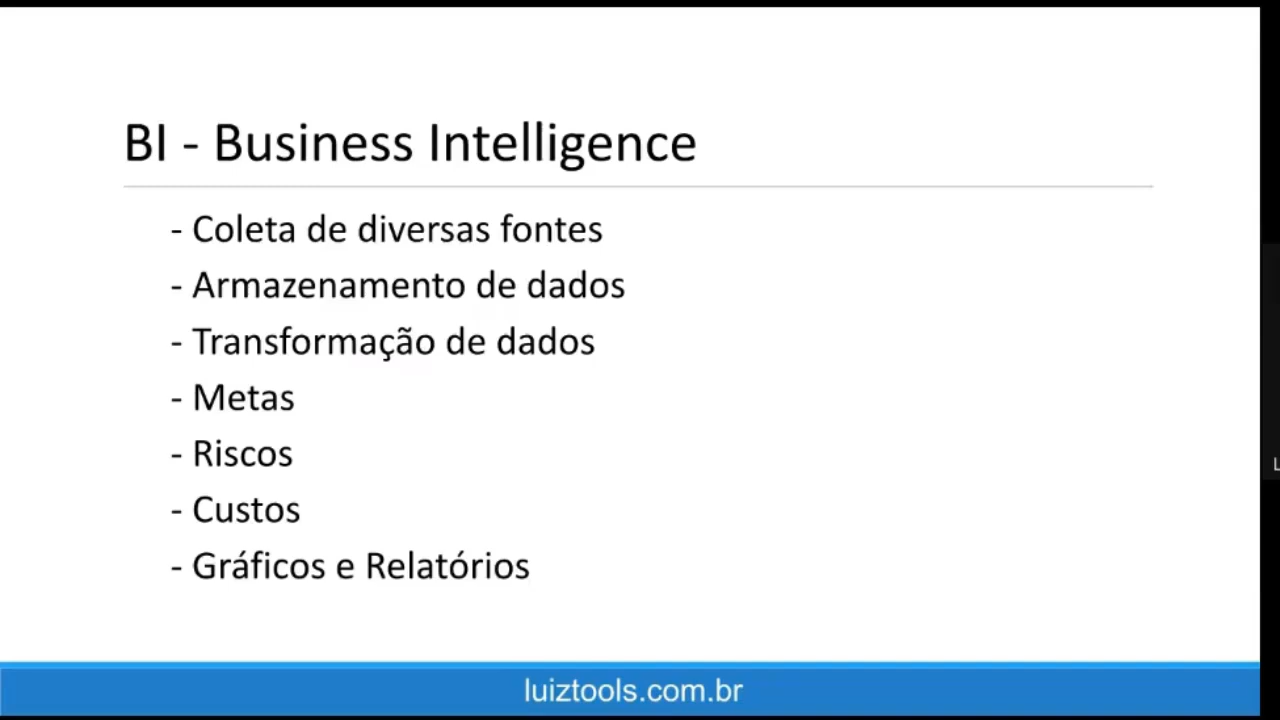 BI - Business Intelligence
- Coleta de diversas fontes
- Armazenamento de dados
- Transformação de dados
- Metas
- Riscos
- Custos
- Gráficos e Relatórios
luiztools.com.br